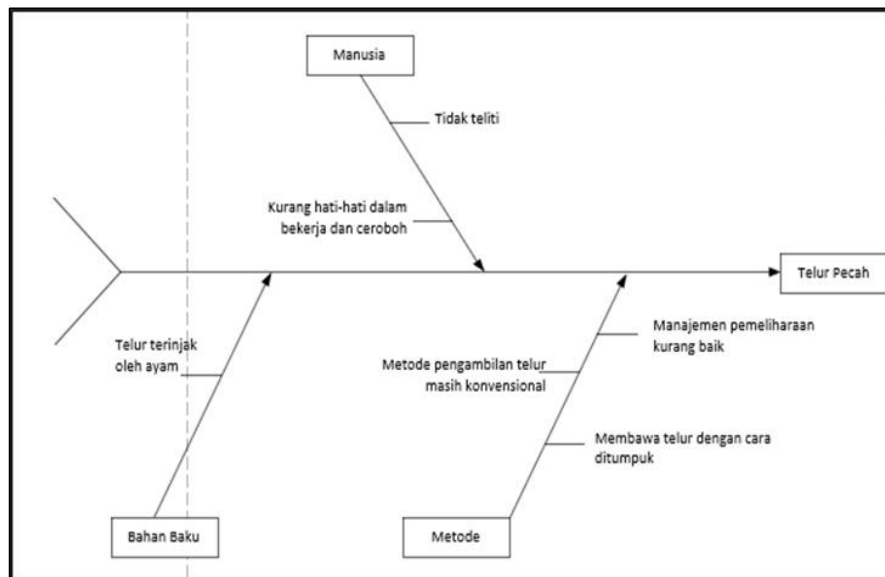 Manusia
Tidak teliti
Kurang hati-hati dalam
bekerja dan ceroboh
Telur Pecah
Telur terinjak
oleh ayam
Manajemen pemeliharaan
kurang baik
Metode pengambilan telur
masih konvensional
Membawa telur dengan cara
ditumpuk
Bahan Baku
Metode